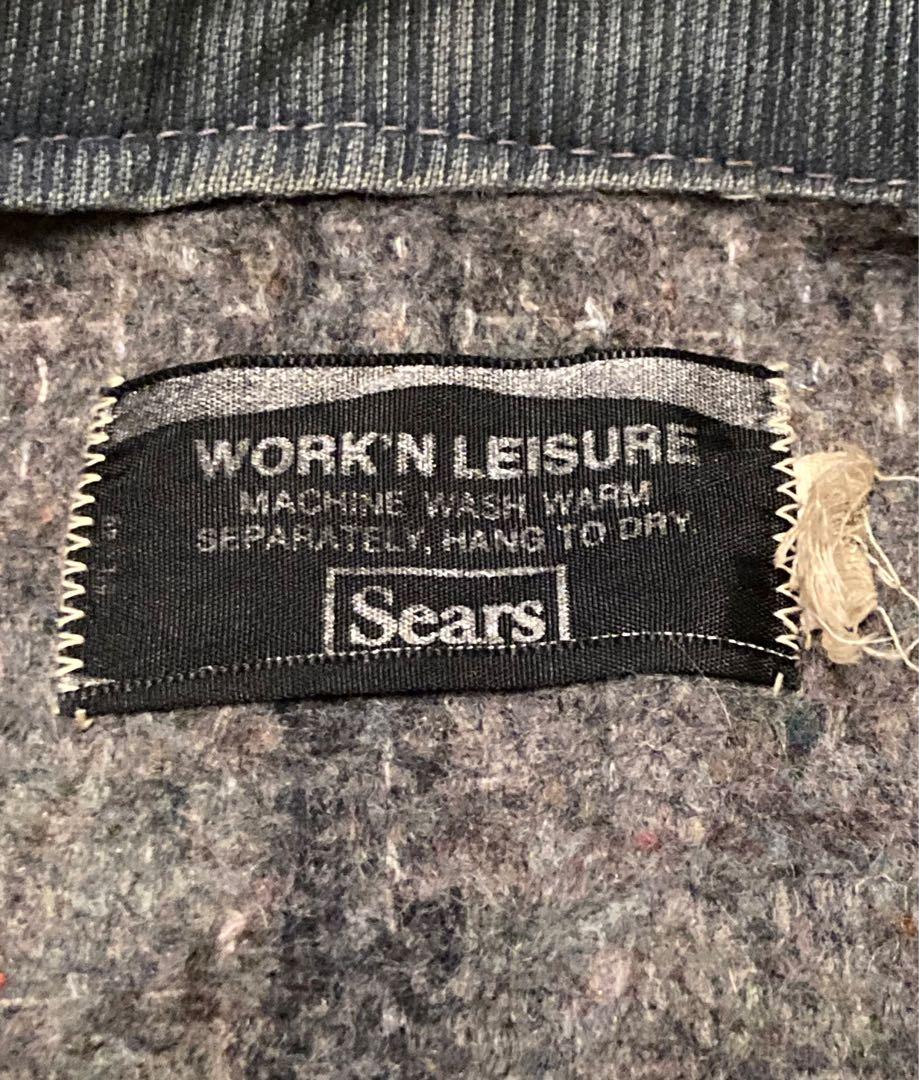 WORK'N LEISURE
MACHINE WASH WARM
SEPARATELY, HANG TO DRY.
Sears